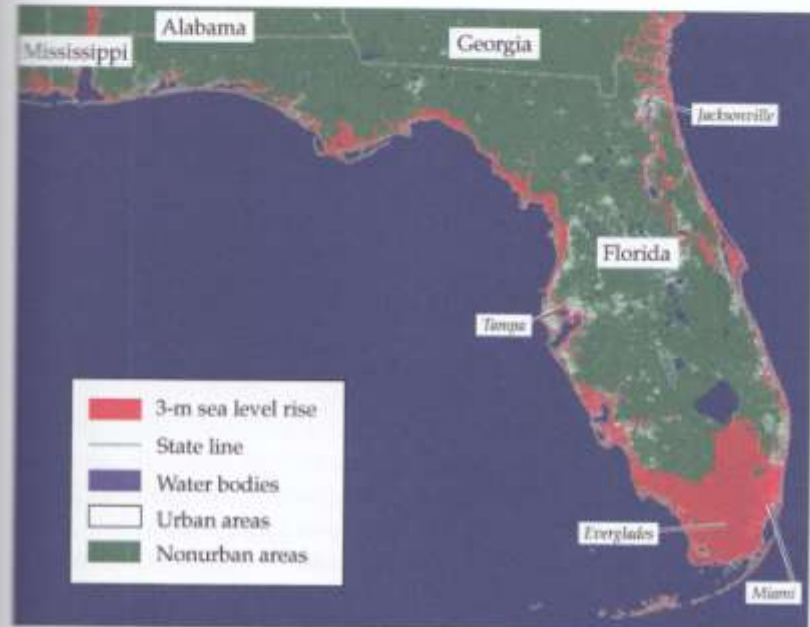 Alabama
Mississippi
Georgia
Jacksonville
Florida
Tampa
3-m sea level rise
State line
Water bodies
Urban areas
Nonurban areas
Everglades
Miami